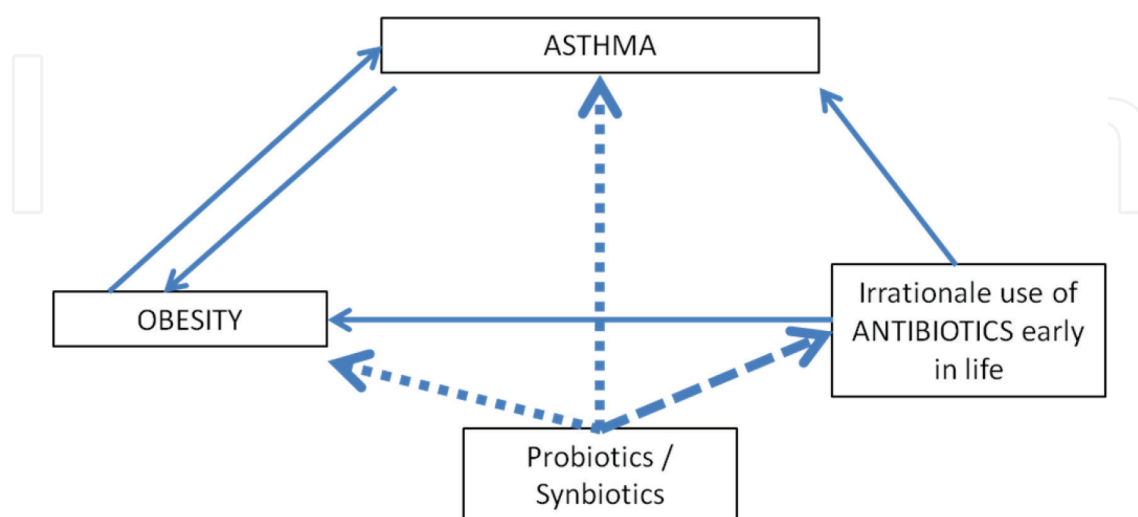 ASTHMA
OBESITY
Irrationale use of
ANTIBIOTICS early
in life
Probiotics /
Synbiotics